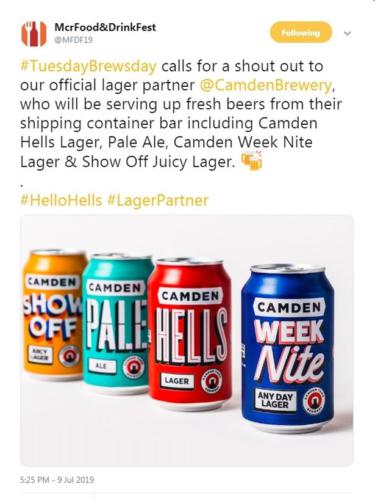 McrFood&DrinkFest
@MFDF19
Following
#TuesdayBrewsday calls for a shout out to
our official lager partner @CamdenBrewery,
who will be serving up fresh beers from their
shipping container bar including Camden
Hells Lager, Pale Ale, Camden Week Nite
Lager & Show Off Juicy Lager.
.
#HelloHells #LagerPartner
CAMDEN
SHOW
OFF
JUICY
LAGER
CAMDEN
PALE
ALE
CAMDEN
HELLS
LAGER
CAMDEN
WEEK
Nite
ANY DAY
LAGER
5:25 PM - 9 Jul 2019